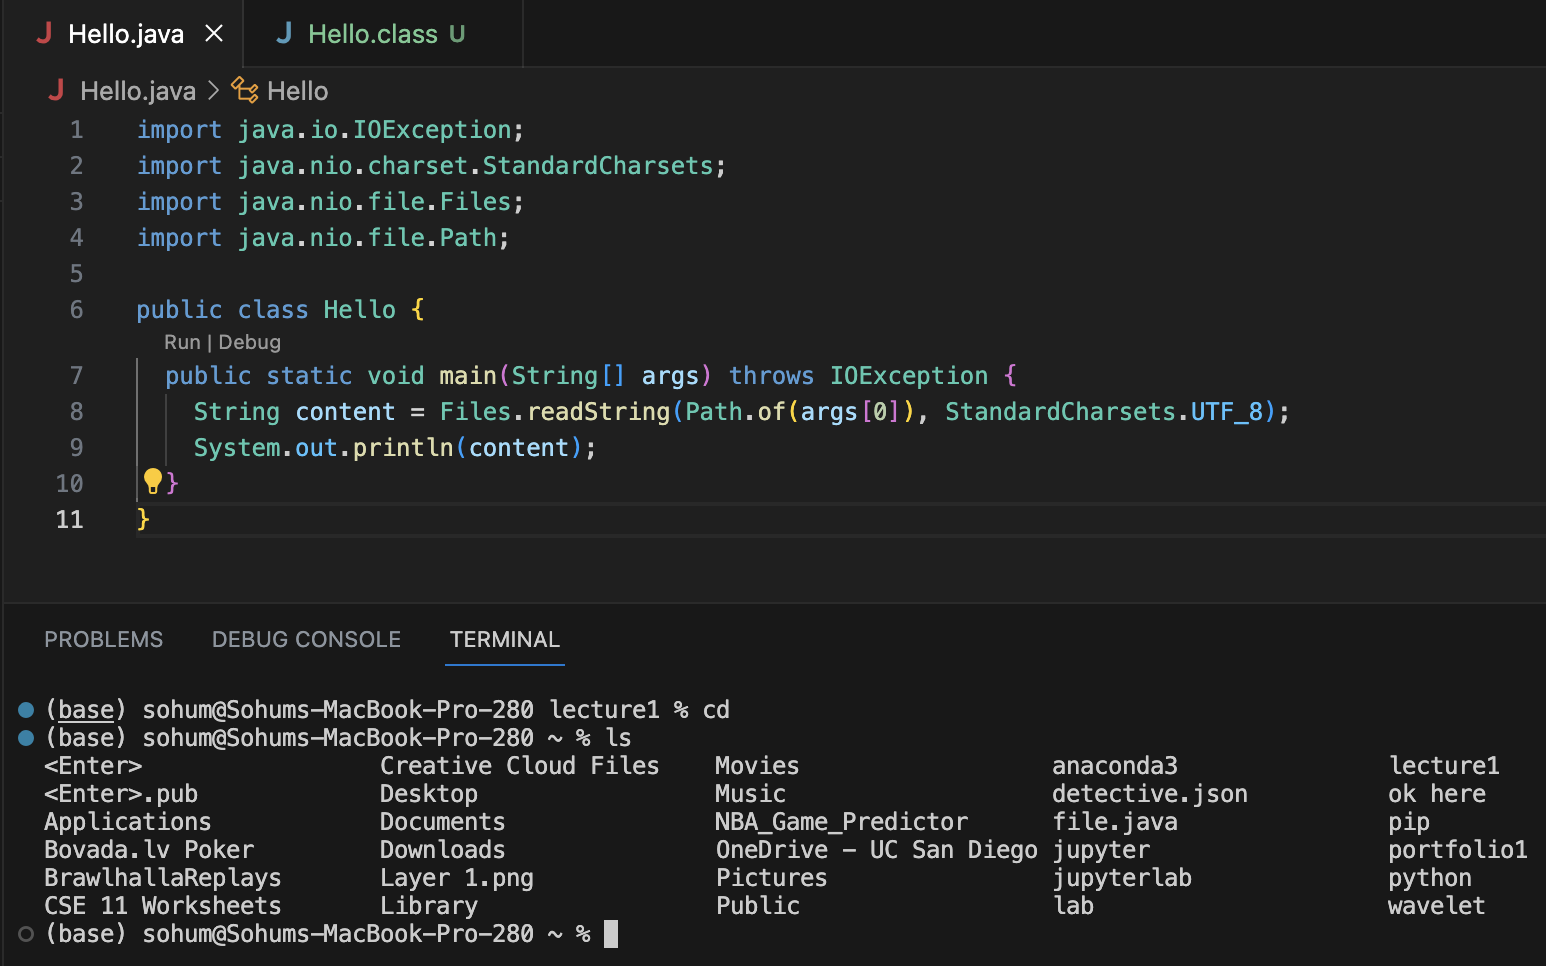 Hello.java Hello.class U
Hello.java > Hello
1 import java.io.IOException;
2 import java.nio.charset.StandardCharsets;
3 import java.nio.file.Files;
4 import java.nio.file.Path;
5
6 public class Hello {
Run | Debug
7 public static void main(String[] args) throws IOException {
8 String content = Files.readString(Path.of(args[0]), StandardCharsets.UTF_8);
9 System.out.println(content);
10 }
11 }
PROBLEMS DEBUG CONSOLE TERMINAL
(base) sohum@Sohums-MacBook-Pro-280 lecture1 % cd
(base) sohum@Sohums-MacBook-Pro-280 ~ % ls
<Enter> Creative Cloud Files Movies anaconda3 lecture1
<Enter>.pub Desktop Music detective.json ok here
Applications Documents NBA_Game_Predictor file.java pip
Bovada.lv Poker Downloads OneDrive - UC San Diego jupyter portfolio1
BrawlhallaReplays Layer 1.png Pictures jupyterlab python
CSE 11 Worksheets Library Public lab wavelet
(base) sohum@Sohums-MacBook-Pro-280 ~ %